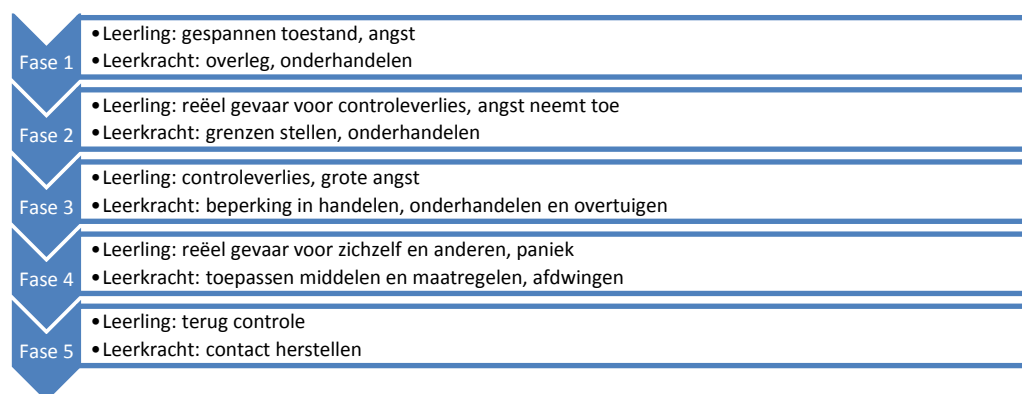 Fase 1
•Leerling: gespannen toestand, angst
•Leerkracht: overleg, onderhandelen
Fase 2
•Leerling: reëel gevaar voor controleverlies, angst neemt toe
•Leerkracht: grenzen stellen, onderhandelen
Fase 3
•Leerling: controleverlies, grote angst
•Leerkracht: beperking in handelen, onderhandelen en overtuigen
Fase 4
•Leerling: reëel gevaar voor zichzelf en anderen, paniek
•Leerkracht: toepassen middelen en maatregelen, afdwingen
Fase 5
•Leerling: terug controle
•Leerkracht: contact herstellen